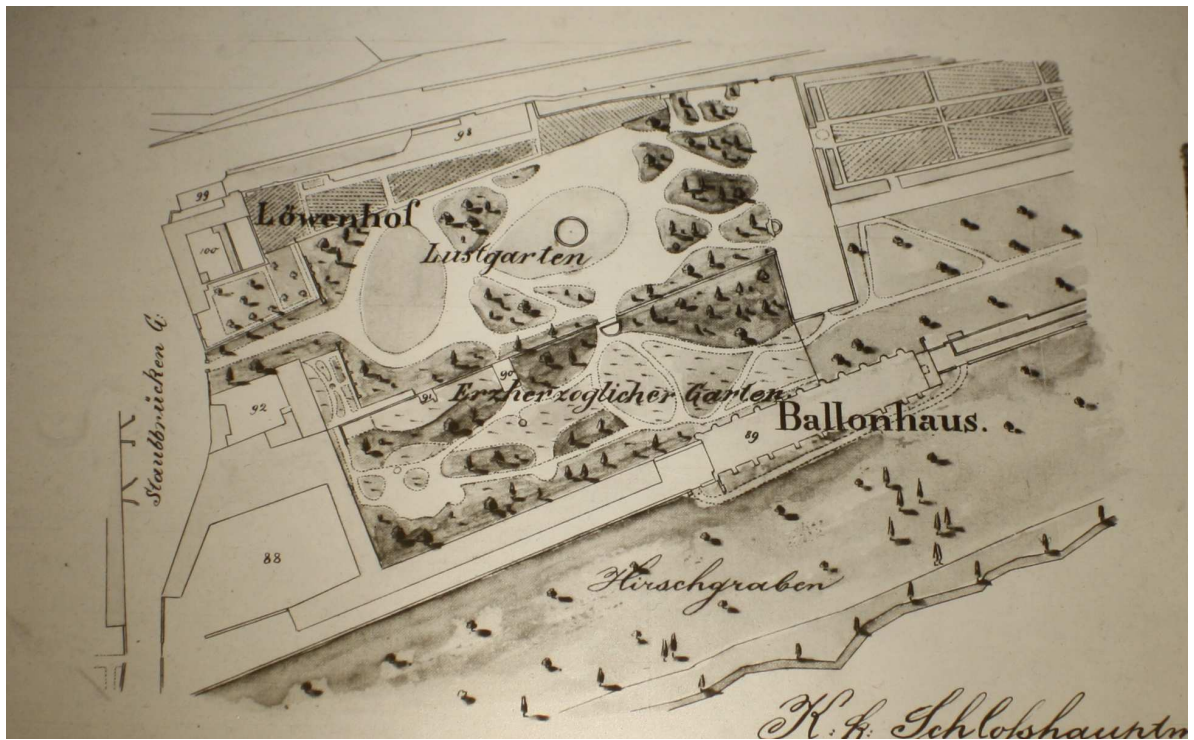 98
99
Löwenhof
100
Lustgarten
Staubbrücken G:
92
90
91
Erzherzoglicher Garten.
Ballonhaus.
89
88
Hirschgraben
K: k: Schloßhauptm